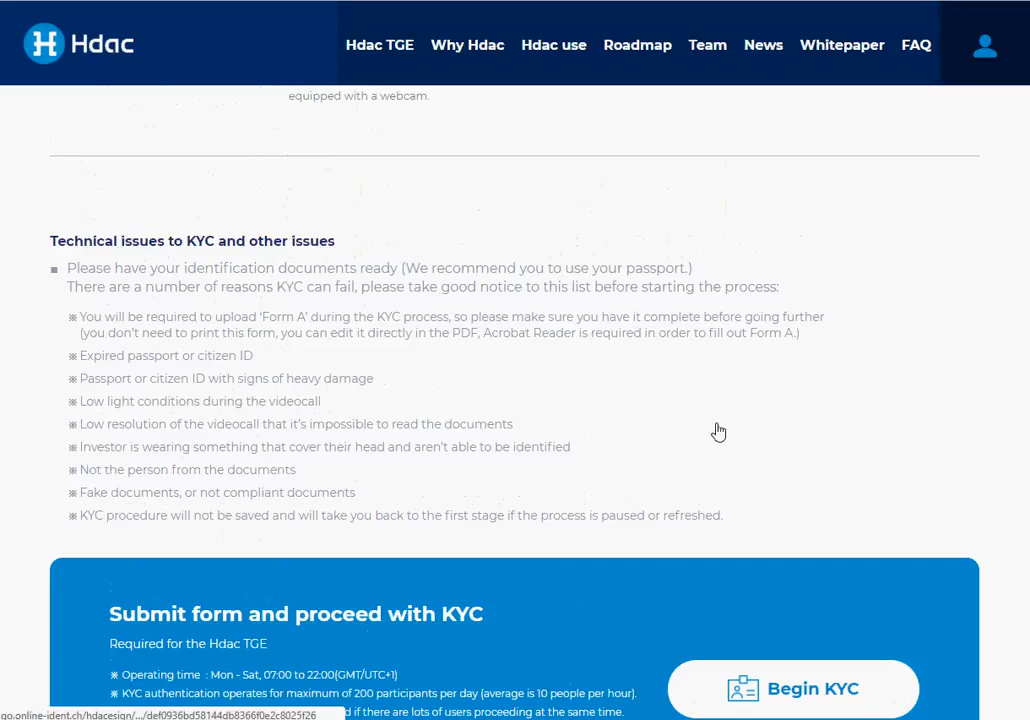 Hdac
Hdac TGE Why Hdac Hdac use Roadmap Team News Whitepaper FAQ
equipped with a webcam.
Technical issues to KYC and other issues
■ Please have your identification documents ready (We recommend you to use your passport.)
There are a number of reasons KYC can fail, please take good notice to this list before starting the process:
※ You will be required to upload ‘Form A’ during the KYC process, so please make sure you have it complete before going further
(you don’t need to print this form, you can edit it directly in the PDF, Acrobat Reader is required in order to fill out Form A.)
※ Expired passport or citizen ID
※ Passport or citizen ID with signs of heavy damage
※ Low light conditions during the videocall
※ Low resolution of the videocall that it’s impossible to read the documents
※ Investor is wearing something that cover their head and aren’t able to be identified
※ Not the person from the documents
※ Fake documents, or not compliant documents
※ KYC procedure will not be saved and will take you back to the first stage if the process is paused or refreshed.
Submit form and proceed with KYC
Required for the Hdac TGE
※ Operating time : Mon - Sat, 07:00 to 22:00(GMT/UTC+1)
※ KYC authentication operates for maximum of 200 participants per day (average is 10 people per hour).
Begin KYC
go.online-ident.ch/hdacesign/.../def0936bd58144db8366f0e2c8025f26
d if there are lots of users proceeding at the same time.